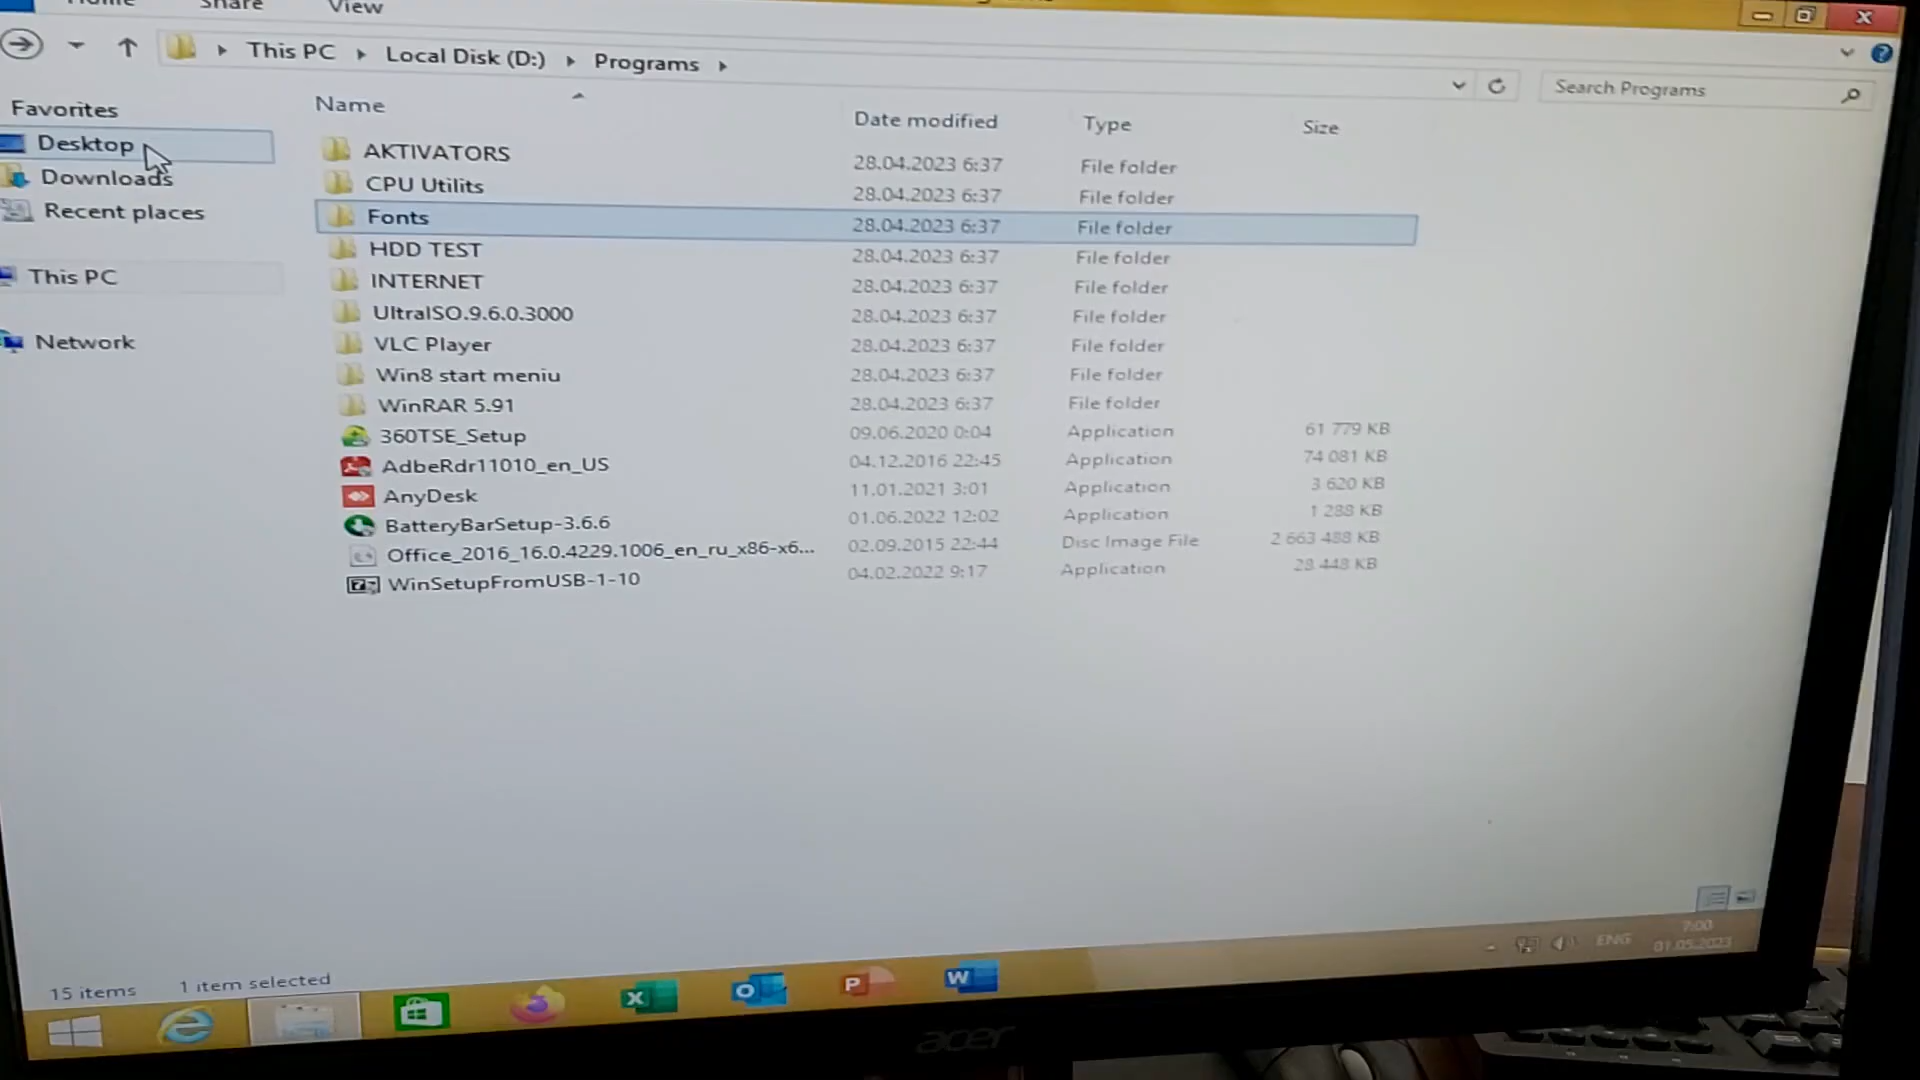 Home Share View
This PC Local Disk (D:) Programs
Search Programs
Favorites
Desktop
Downloads
Recent places
This PC
Network
Name Date modified Type Size
AKTIVATORS 28.04.2023 6:37 File folder
CPU Utilits 28.04.2023 6:37 File folder
Fonts 28.04.2023 6:37 File folder
HDD TEST 28.04.2023 6:37 File folder
INTERNET 28.04.2023 6:37 File folder
UltraISO.9.6.0.3000 28.04.2023 6:37 File folder
VLC Player 28.04.2023 6:37 File folder
Win8 start meniu 28.04.2023 6:37 File folder
WinRAR 5.91 28.04.2023 6:37 File folder
360TSE_Setup 09.06.2020 0:04 Application 61 779 KB
AdbeRdr11010_en_US 04.12.2016 22:45 Application 74 081 KB
AnyDesk 11.01.2021 3:01 Application 3 620 KB
BatteryBarSetup-3.6.6 01.06.2022 12:02 Application 1 288 KB
Office_2016_16.0.4229.1006_en_ru_x86-x6... 02.09.2015 22:44 Disc Image File 2 663 488 KB
WinSetupFromUSB-1-10 04.02.2022 9:17 Application 28 448 KB
15 items 1 item selected
ENG
7:00
01.05.2023
acer